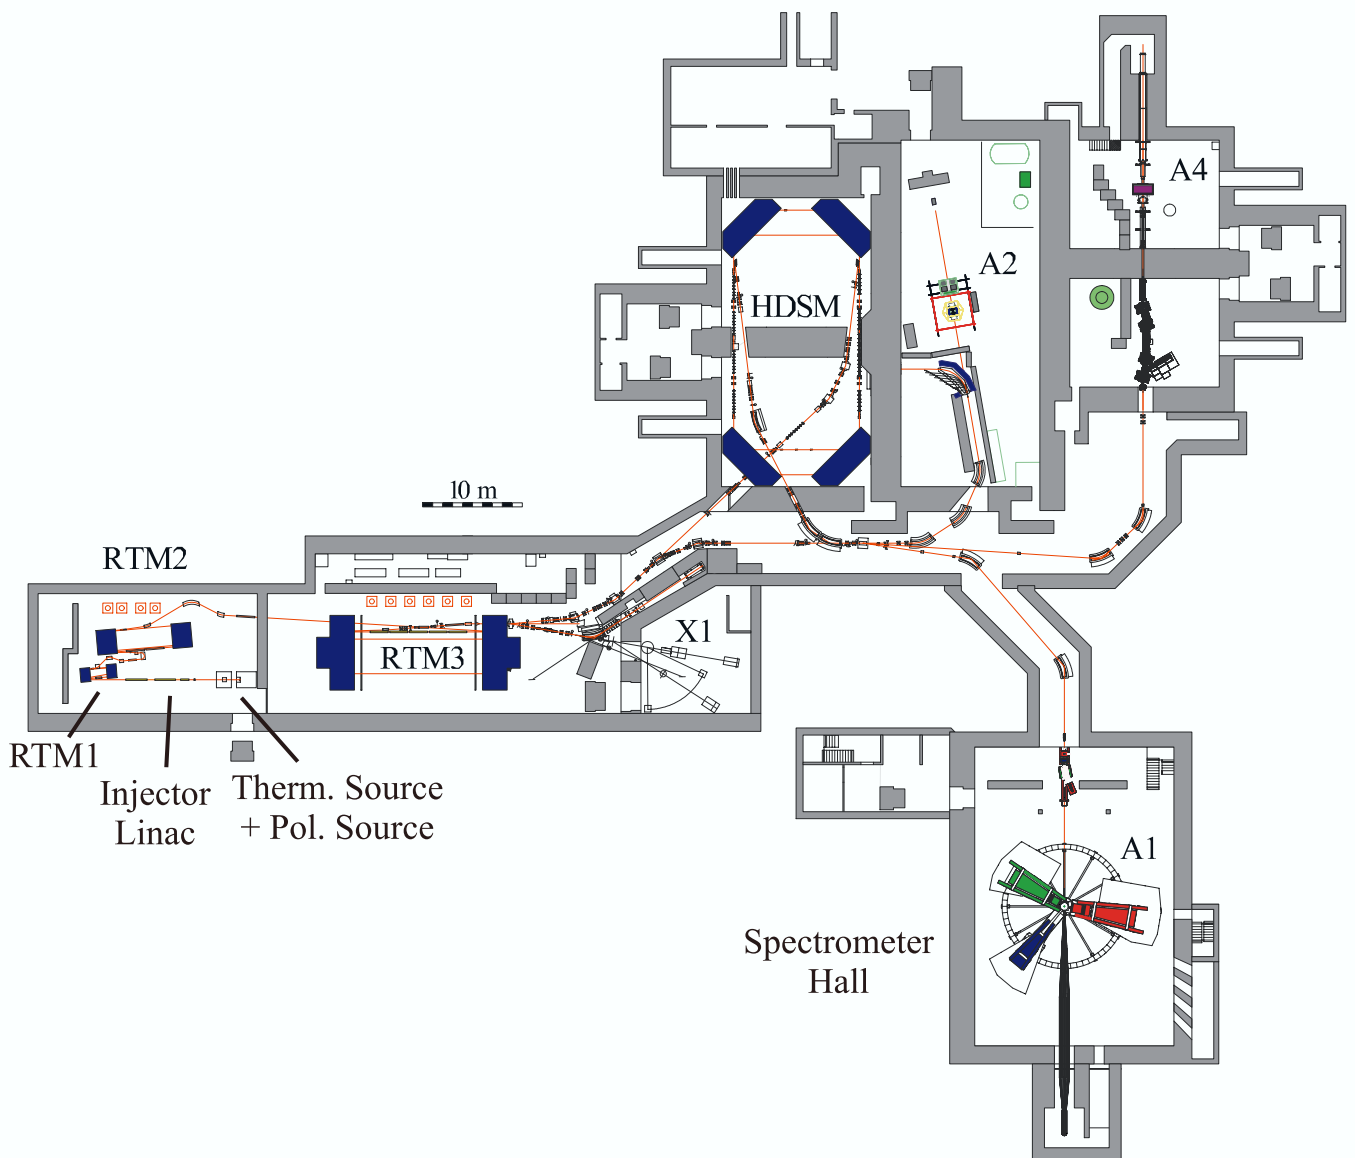 A4
A2
HDSM
10 m
RTM2
X1
RTM3
RTM1
Injector
Linac
Therm. Source
+ Pol. Source
A1
Spectrometer
Hall